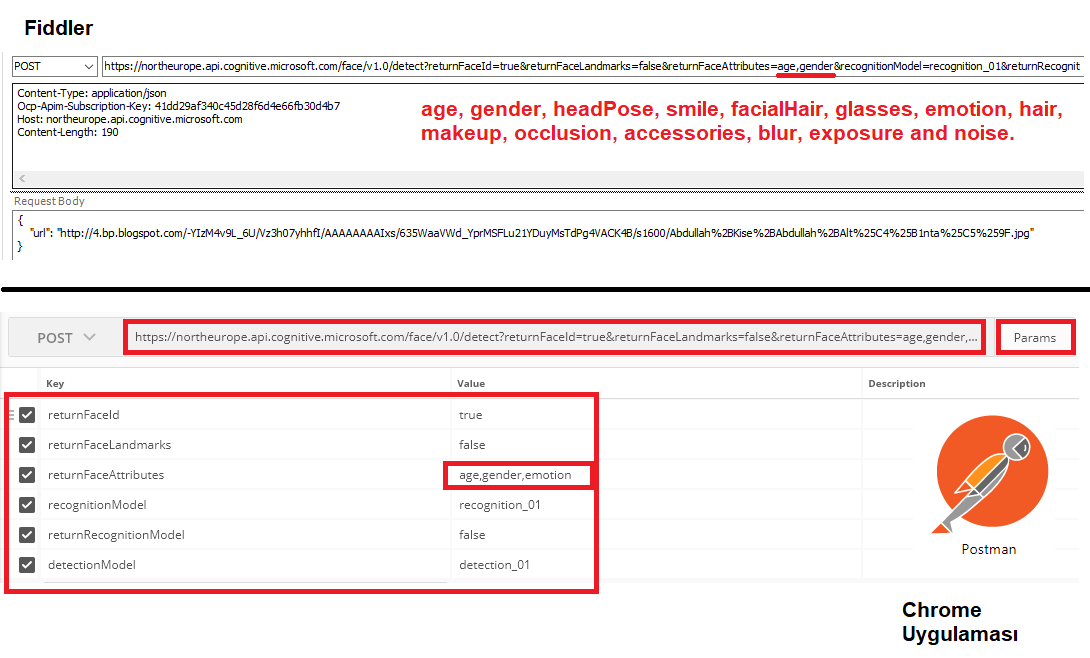 Fiddler
POST
https://northeurope.api.cognitive.microsoft.com/face/v1.0/detect?returnFaceId=true&returnFaceLandmarks=false&returnFaceAttributes=age,gender&recognitionModel=recognition_01&returnRecognit
Content-Type: application/json
Ocp-Apim-Subscription-Key: 41dd29af340c45d28f6d4e66fb30d4b7
Host: northeurope.api.cognitive.microsoft.com
Content-Length: 190
age, gender, headPose, smile, facialHair, glasses, emotion, hair,
makeup, occlusion, accessories, blur, exposure and noise.
Request Body
{
"url": "http://4.bp.blogspot.com/-YIzM4v9L_6U/Vz3h07yhhfI/AAAAAAAAIxs/635WaaVWd_YprMSFLu21YDuyMsTdPg4VACK4B/s1600/Abdullah%2BKise%2BAbdullah%2BAlt%25C4%25B1nta%25C5%259F.jpg"
}
POST
https://northeurope.api.cognitive.microsoft.com/face/v1.0/detect?returnFaceId=true&returnFaceLandmarks=false&returnFaceAttributes=age,gender,...
Params
Key Value Description
returnFaceId true
returnFaceLandmarks false
returnFaceAttributes age,gender,emotion
recognitionModel recognition_01
returnRecognitionModel false
detectionModel detection_01
Postman
Chrome
Uygulaması